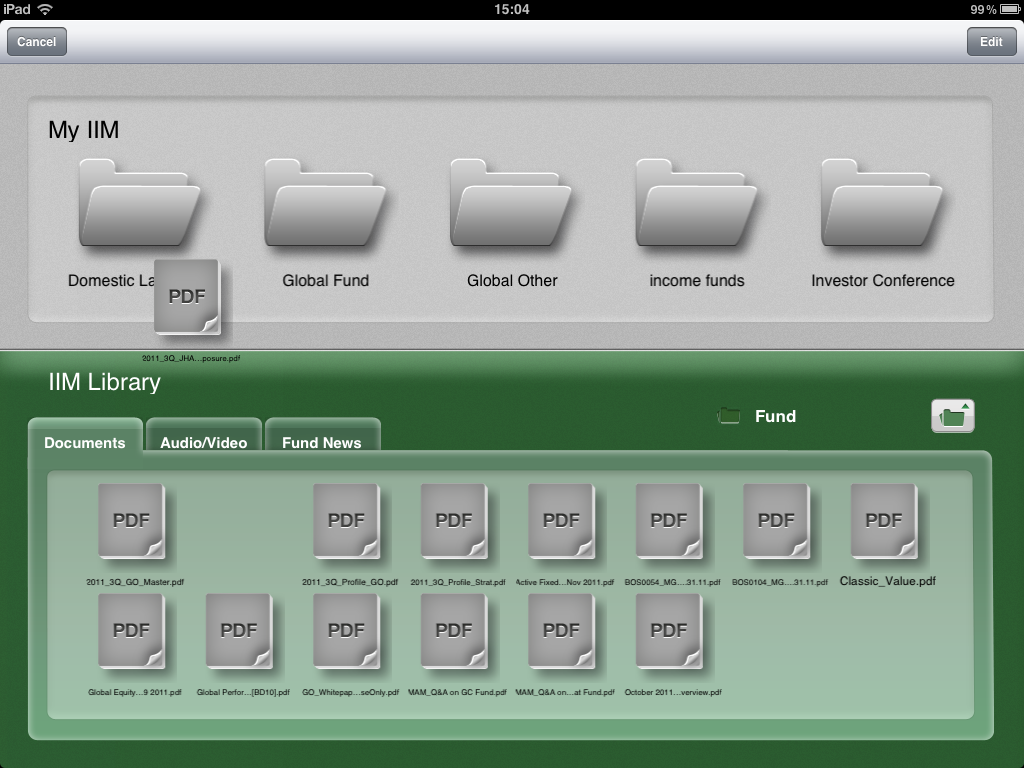 iPad 15:04 99%
Cancel Edit
My IIM
Domestic La
Global Fund Global Other income funds Investor Conference
PDF
2011_3Q_JHA...posure.pdf
IIM Library
Fund
Documents Audio/Video Fund News
PDF PDF PDF PDF PDF PDF PDF
2011_3Q_GO_Master.pdf 2011_3Q_Profile_GO.pdf 2011_3Q_Profile_Strat.pdf Active Fixed...Nov 2011.pdf BOS0054_MG....31.11.pdf BOS0104_MG....31.11.pdf Classic_Value.pdf
PDF PDF PDF PDF PDF PDF
Global Equity...9 2011.pdf Global Perfor...[BD10].pdf GO_Whitepap...seOnly.pdf MAM_Q&A on GC Fund.pdf MAM_Q&A on...at Fund.pdf October 2011...verview.pdf